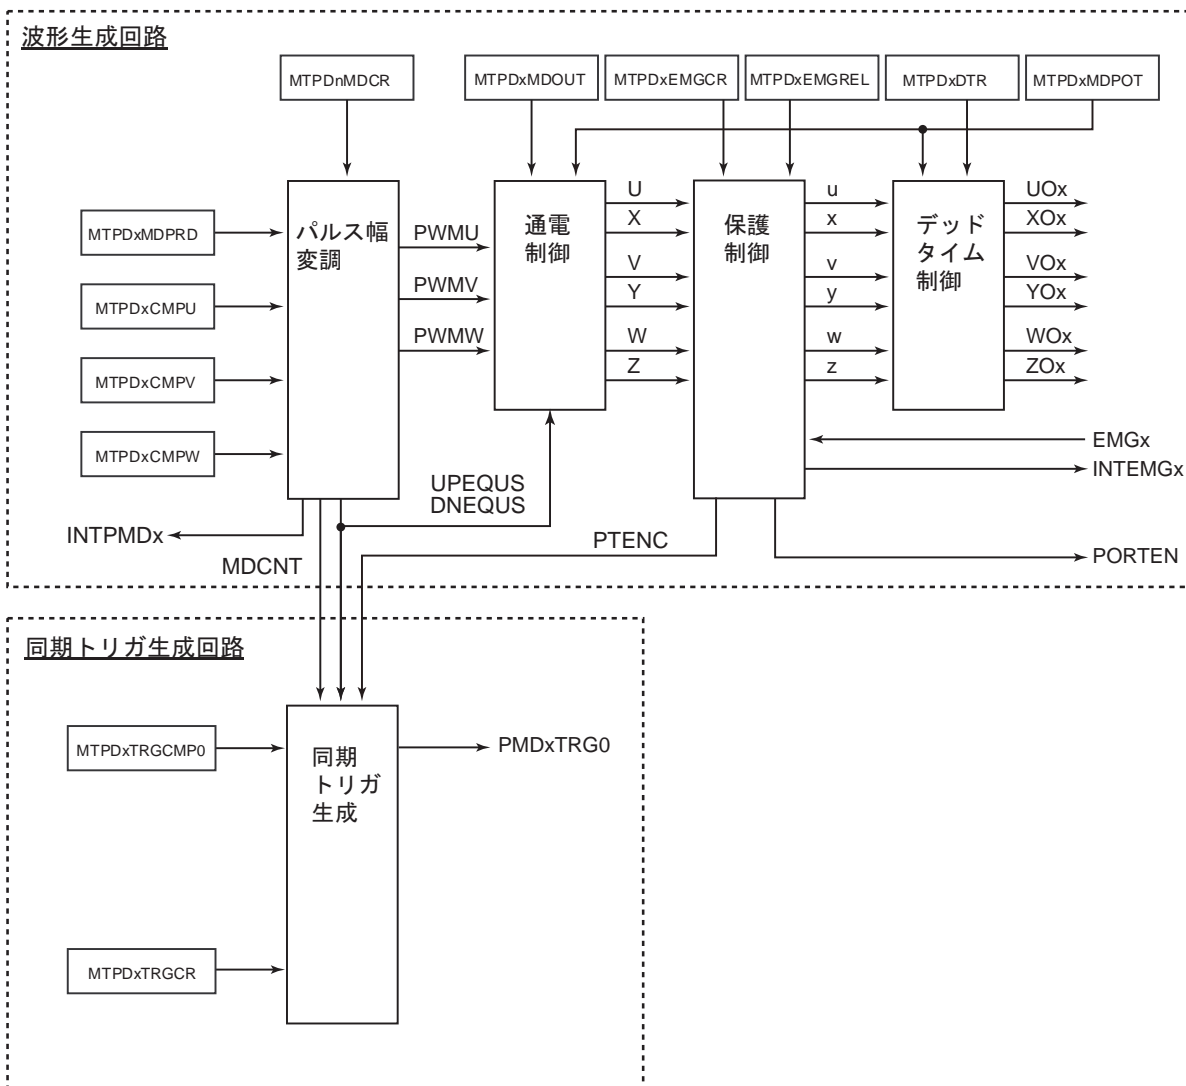 波形生成回路
MTPDnMDCR
MTPDxMDOUT
MTPDxEMGCR
MTPDxEMGREL
MTPDxDTR
MTPDxMDPOT
MTPDxMDPRD
MTPDxCMPU
MTPDxCMPV
MTPDxCMPW
パルス幅
変調
PWMU
PWMV
PWMW
通電
制御
U
X
V
Y
W
Z
保護
制御
u
x
v
y
w
z
デッド
タイム
制御
UOx
XOx
VOx
YOx
WOx
ZOx
EMGx
INTEMGx
UPEQUS
DNEQUS
INTPMDx
MDCNT
PTENC
PORTEN
同期トリガ生成回路
MTPDxTRGCMP0
同期
トリガ
生成
PMDxTRG0
MTPDxTRGCR